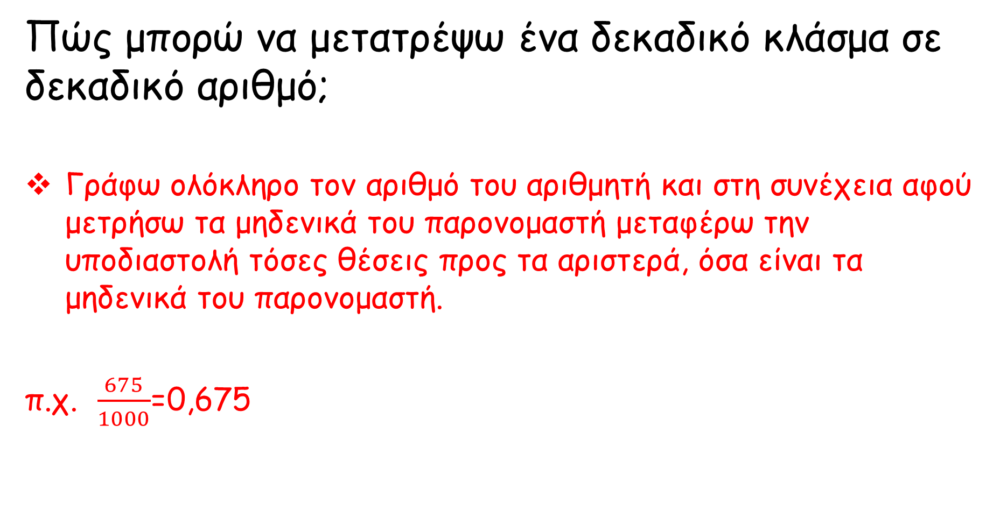 Πώς μπορώ να μετατρέψω ένα δεκαδικό κλάσμα σε
δεκαδικό αριθμό;
❖ Γράφω ολόκληρο τον αριθμό του αριθμητή και στη συνέχεια αφού
μετρήσω τα μηδενικά του παρονομαστή μεταφέρω την
υποδιαστολή τόσες θέσεις προς τα αριστερά, όσα είναι τα
μηδενικά του παρονομαστή.
π.χ. 675/1000=0,675